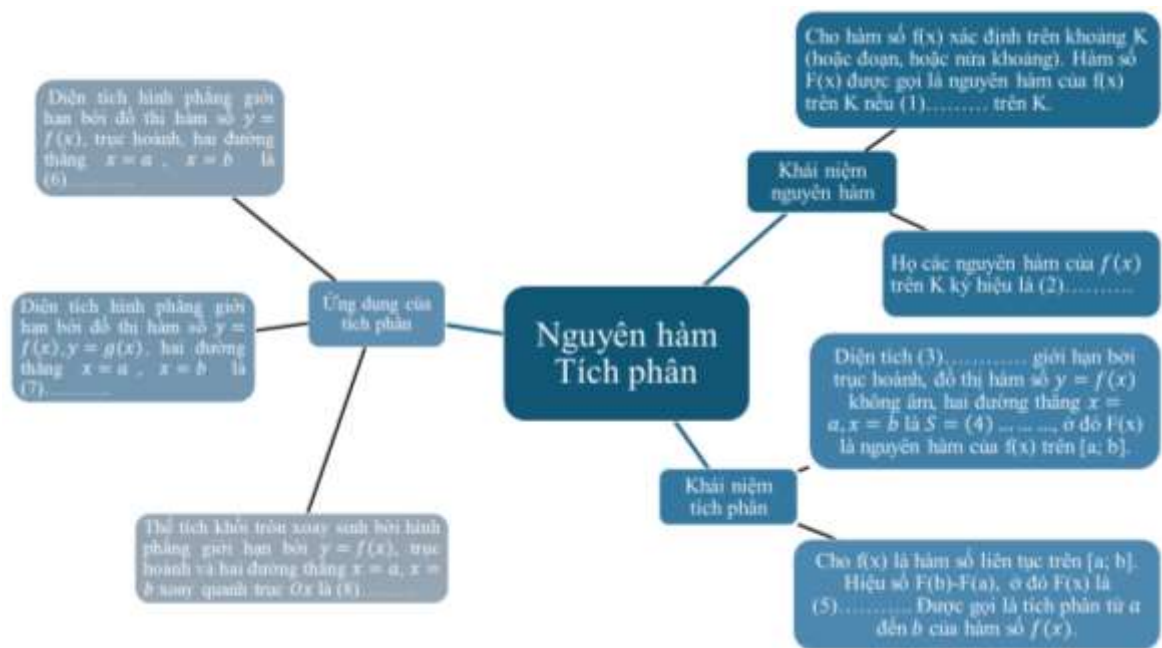 Nguyên hàm
Tích phân
Khái niệm
nguyên hàm
Cho hàm số f(x) xác định trên khoảng K
(hoặc đoạn, hoặc nửa khoảng). Hàm số
F(x) được gọi là nguyên hàm của f(x)
trên K nếu (1)……… trên K.
Họ các nguyên hàm của f(x)
trên K ký hiệu là (2)……….
Khái niệm
tích phân
Diện tích (3)………… giới hạn bởi
trục hoành, đồ thị hàm số y = f(x)
không âm, hai đường thẳng x =
a, x = b là S = (4) ... ... ..., ở đó F(x)
là nguyên hàm của f(x) trên [a; b].
Cho f(x) là hàm số liên tục trên [a; b].
Hiệu số F(b)-F(a), ở đó F(x) là
(5)………. Được gọi là tích phân từ a
đến b của hàm số f(x).
Ứng dụng của
tích phân
Diện tích hình phẳng giới
hạn bởi đồ thị hàm số y =
f(x), trục hoành, hai đường
thẳng x = a , x = b là
(6)……….
Diện tích hình phẳng giới
hạn bởi đồ thị hàm số y =
f(x), y = g(x), hai đường
thẳng x = a , x = b là
(7)……….
Thể tích khối tròn xoay sinh bởi hình
phẳng giới hạn bởi y = f(x), trục
hoành và hai đường thẳng x = a, x =
b xoay quanh trục Ox là (8)………